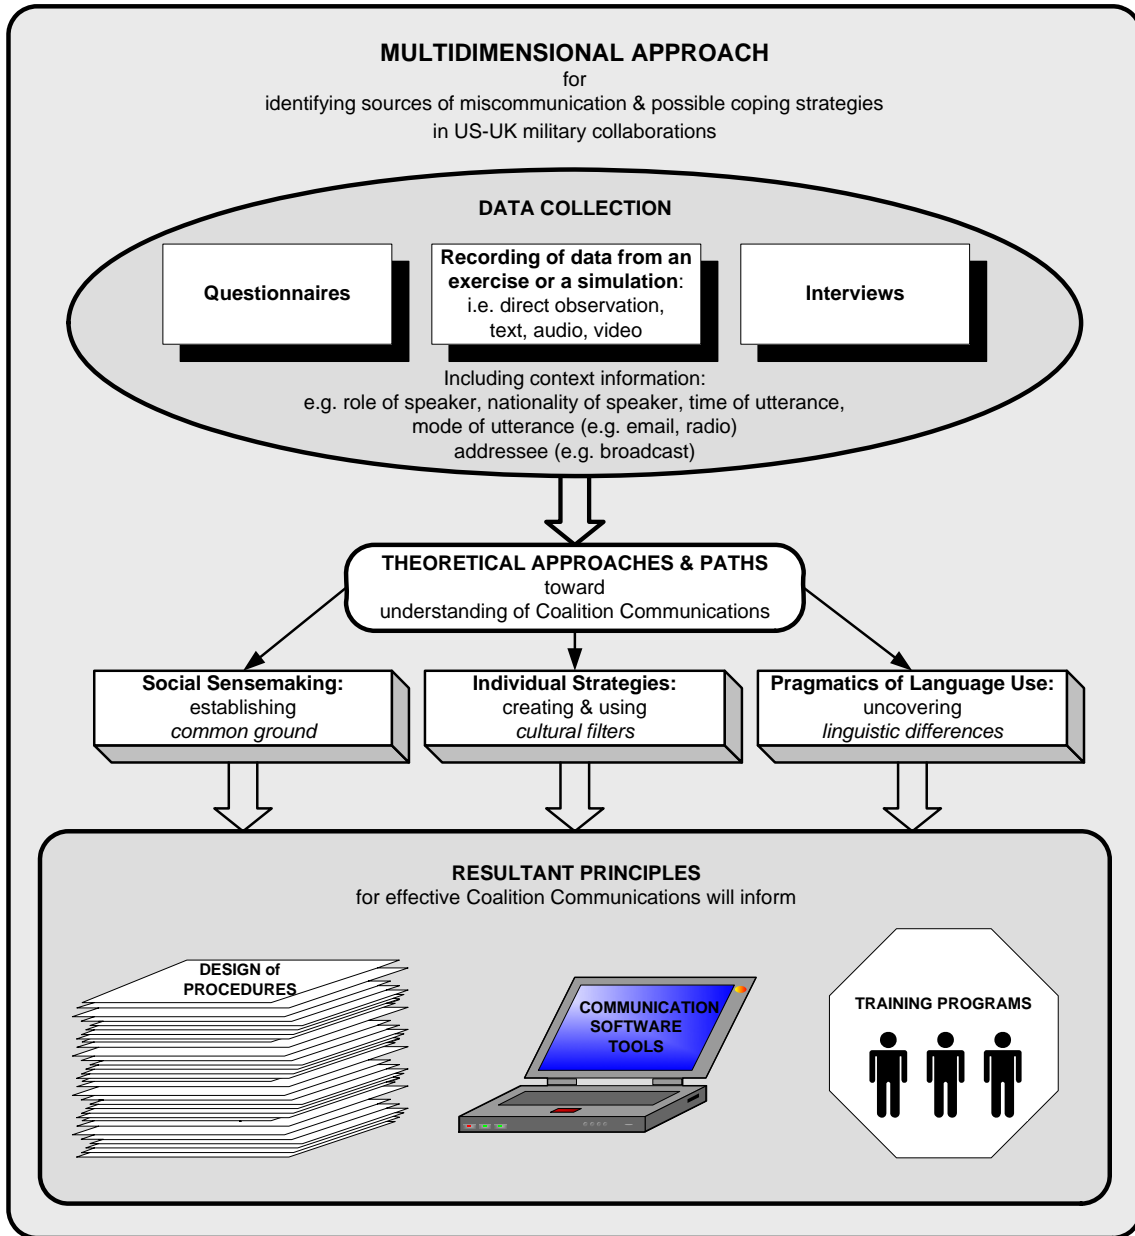 MULTIDIMENSIONAL APPROACH
for
identifying sources of miscommunication & possible coping strategies
in US-UK military collaborations
DATA COLLECTION
Questionnaires
Recording of data from an
exercise or a simulation:
i.e. direct observation,
text, audio, video
Interviews
Including context information:
e.g. role of speaker, nationality of speaker, time of utterance,
mode of utterance (e.g. email, radio)
addressee (e.g. broadcast)
THEORETICAL APPROACHES & PATHS
toward
understanding of Coalition Communications
Social Sensemaking:
establishing
common ground
Individual Strategies:
creating & using
cultural filters
Pragmatics of Language Use:
uncovering
linguistic differences
RESULTANT PRINCIPLES
for effective Coalition Communications will inform
DESIGN of
PROCEDURES
COMMUNICATION
SOFTWARE
TOOLS
TRAINING PROGRAMS